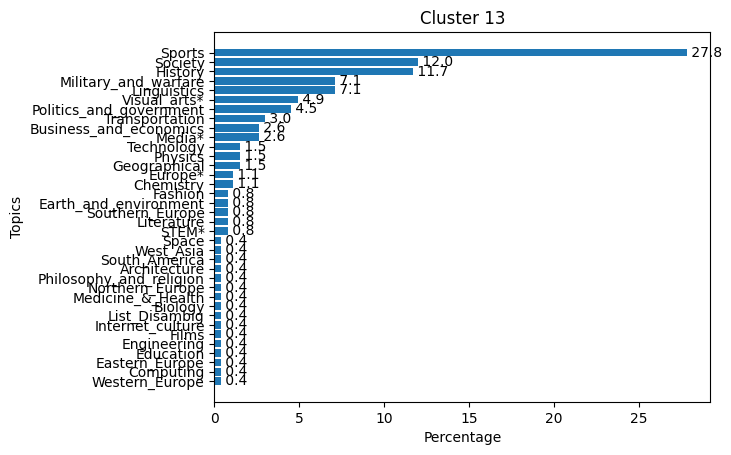 Cluster 13
Topics
Sports 27.8
Society 12.0
History 11.7
Military_and_warfare 7.1
Linguistics 7.1
Visual_arts* 4.9
Politics_and_government 4.5
Transportation 3.0
Business_and_economics 2.6
Media* 2.6
Technology 1.5
Physics 1.5
Geographical 1.5
Europe* 1.1
Chemistry 1.1
Fashion 0.8
Earth_and_environment 0.8
Southern_Europe 0.8
Literature 0.8
STEM* 0.8
Space 0.4
West_Asia 0.4
South_America 0.4
Architecture 0.4
Philosophy_and_religion 0.4
Northern_Europe 0.4
Medicine_&_Health 0.4
Biology 0.4
List_Disambig 0.4
Internet_culture 0.4
Films 0.4
Engineering 0.4
Education 0.4
Eastern_Europe 0.4
Computing 0.4
Western_Europe 0.4
0 5 10 15 20 25
Percentage